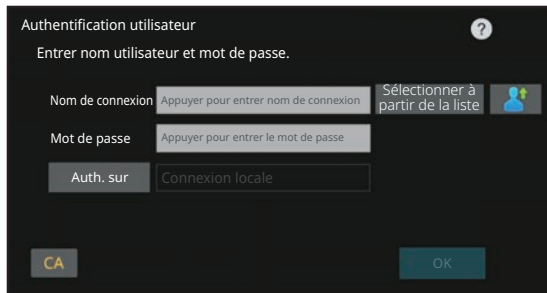 Authentification utilisateur
?
Entrer nom utilisateur et mot de passe.
Nom de connexion Appuyer pour entrer nom de connexion Sélectionner à
partir de la liste
Mot de passe Appuyer pour entrer le mot de passe
Auth. sur Connexion locale
CA OK